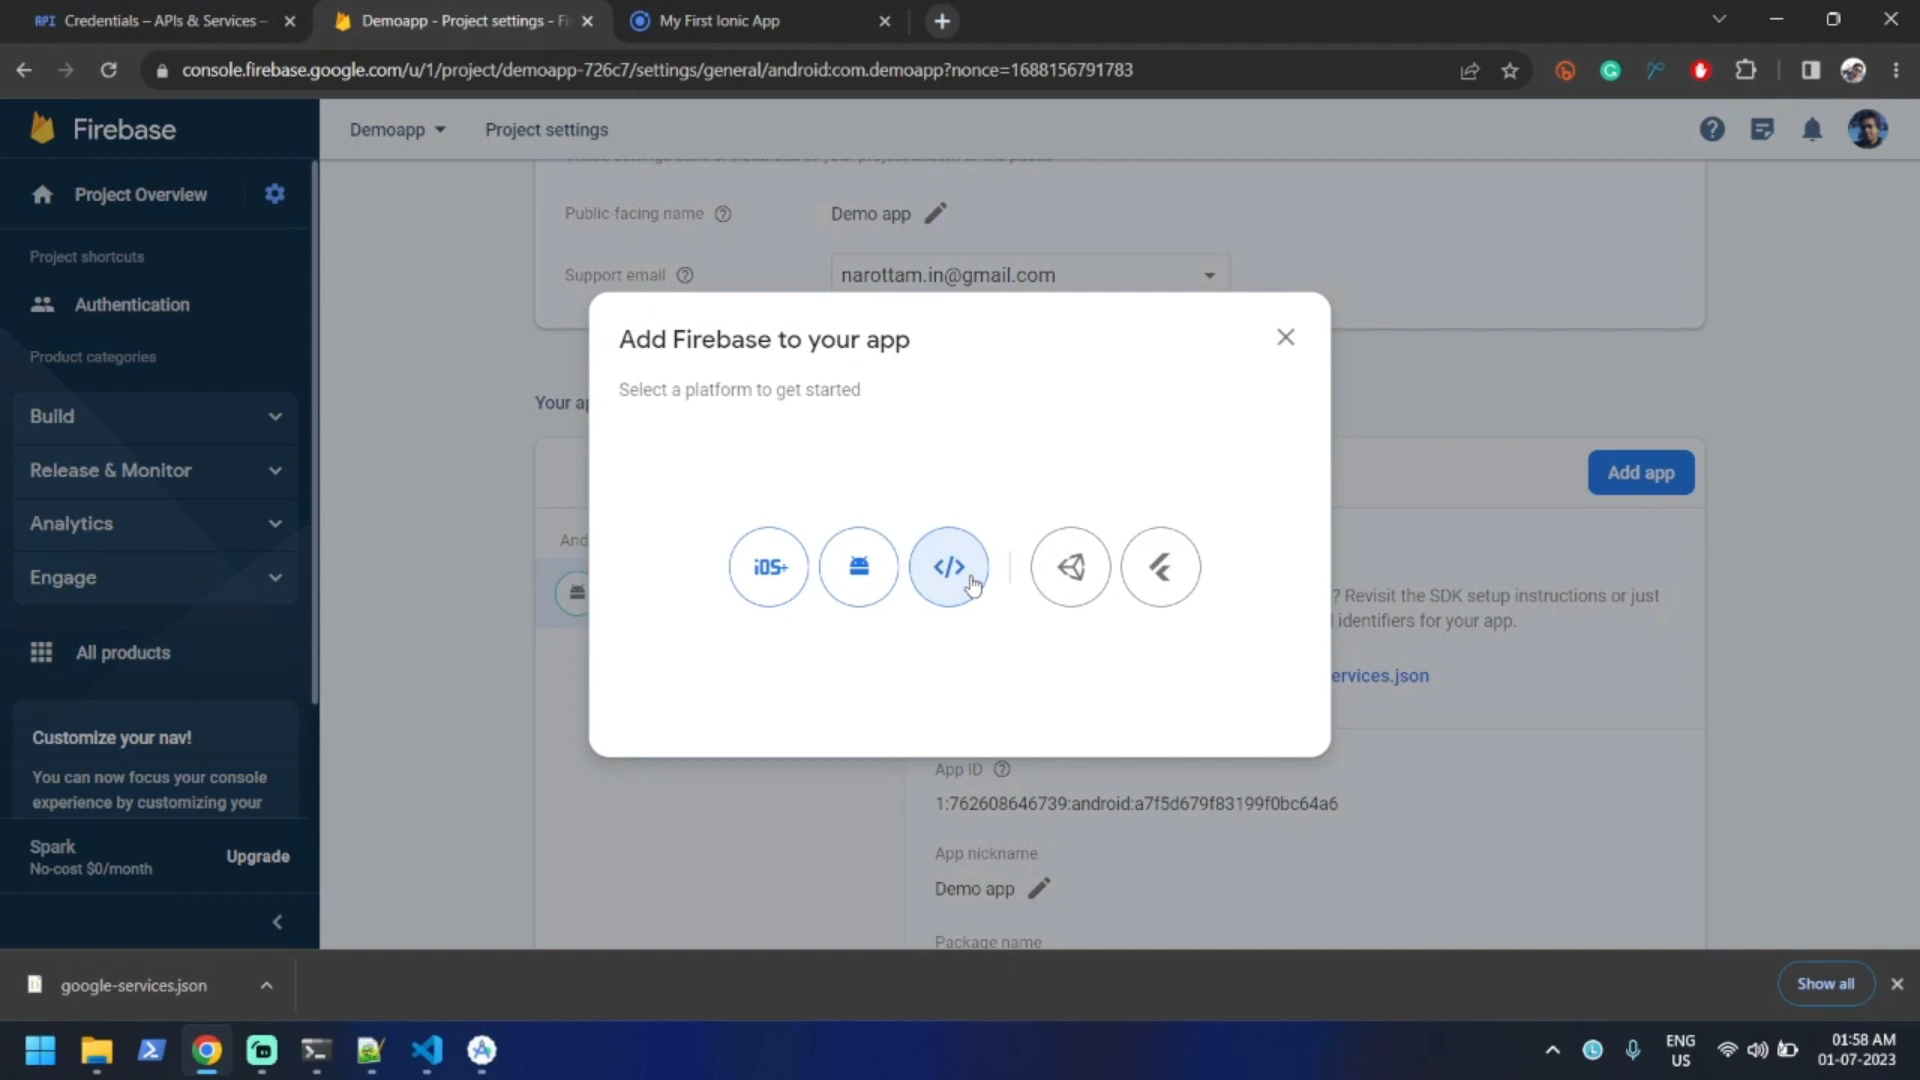 API Credentials – APIs & Services –
Demoapp - Project settings - Fi
My First Ionic App
console.firebase.google.com/u/1/project/demoapp-726c7/settings/general/android:com.demoapp?nonce=1688156791783
Firebase
Demoapp
Project settings
Project Overview
Public-facing name
Demo app
Project shortcuts
Support email
narottam.in@gmail.com
Authentication
Add Firebase to your app
Product categories
Select a platform to get started
Your ap
Build
Release & Monitor
Add app
Analytics
And
iOS+
</>
Engage
? Revisit the SDK setup instructions or just
identifiers for your app.
All products
ervices.json
Customize your nav!
You can now focus your console
experience by customizing your
App ID
1:762608646739:android:a7f5d679f83199f0bc64a6
Spark
No-cost $0/month
Upgrade
App nickname
Demo app
Package name
google-services.json
Show all
ENG
US
01:58 AM
01-07-2023